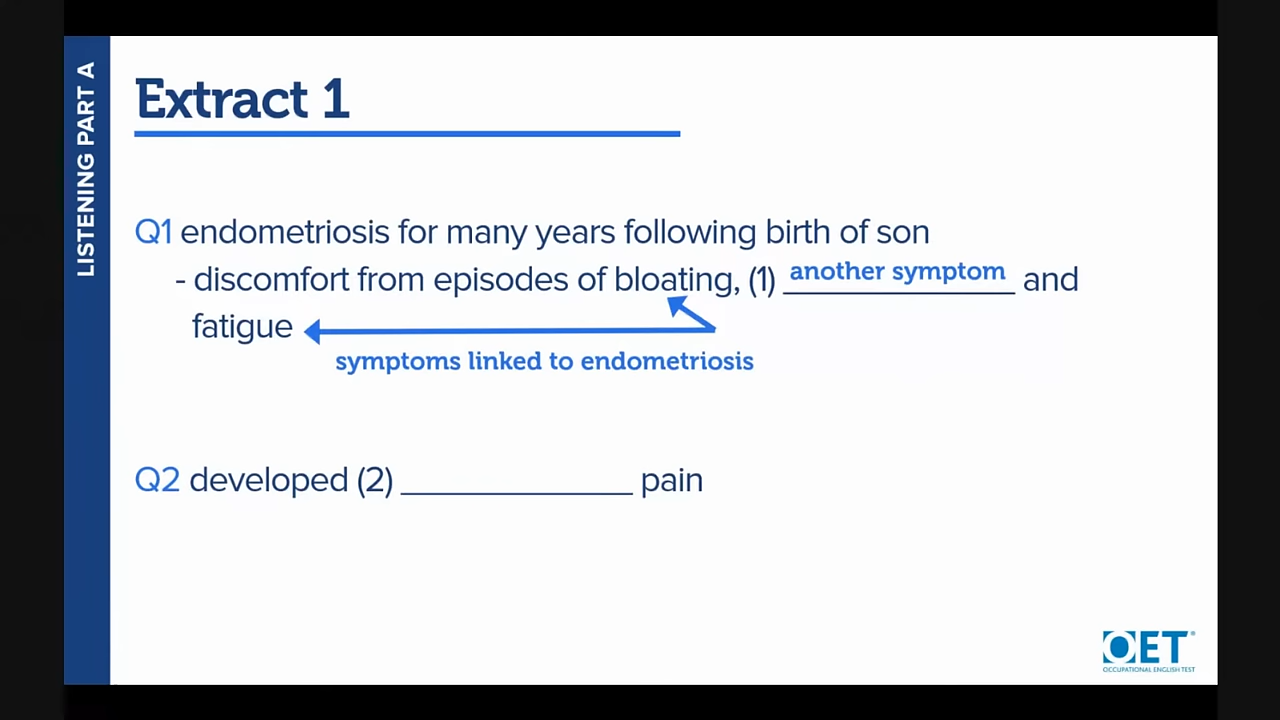 LISTENING PART A
Extract 1
Q1 endometriosis for many years following birth of son
- discomfort from episodes of bloating, (1) another symptom and
fatigue
symptoms linked to endometriosis
Q2 developed (2) _____________ pain
OET
OCCUPATIONAL ENGLISH TEST